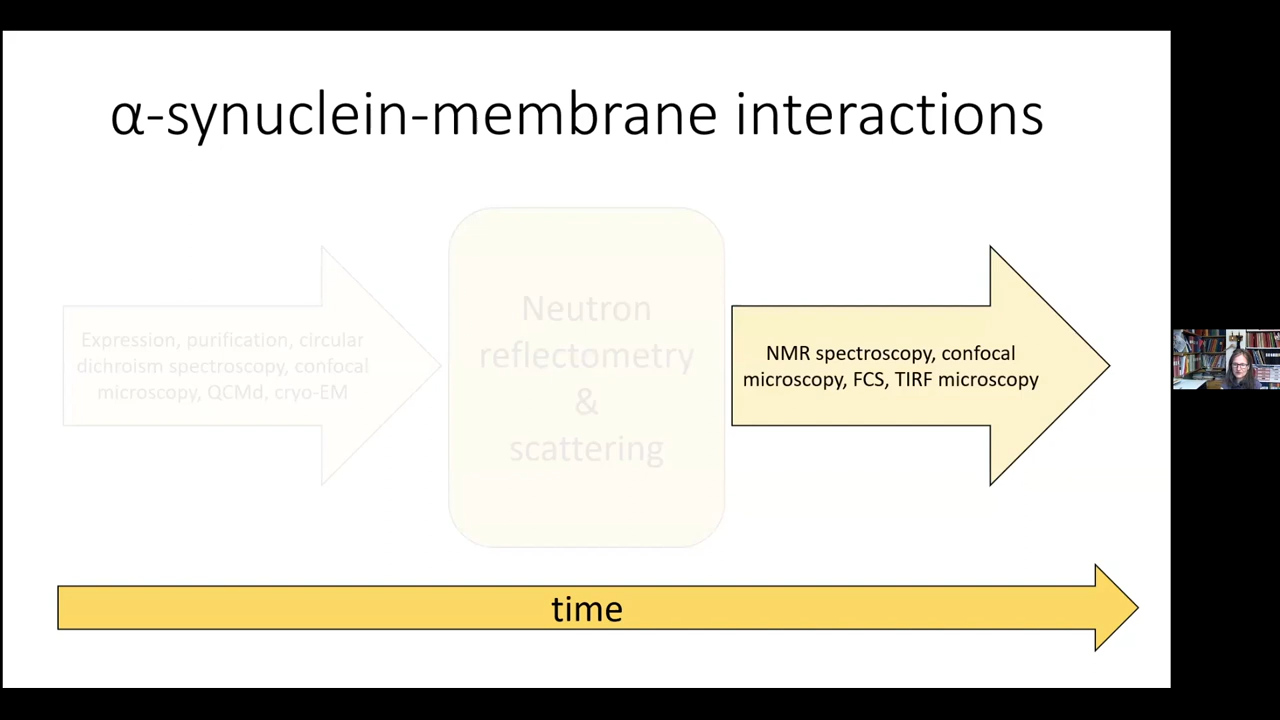 α-synuclein-membrane interactions
Expression, purification, circular
dichroism spectroscopy, confocal
microscopy, QCMd, cryo-EM
Neutron
reflectometry
&
scattering
NMR spectroscopy, confocal
microscopy, FCS, TIRF microscopy
time